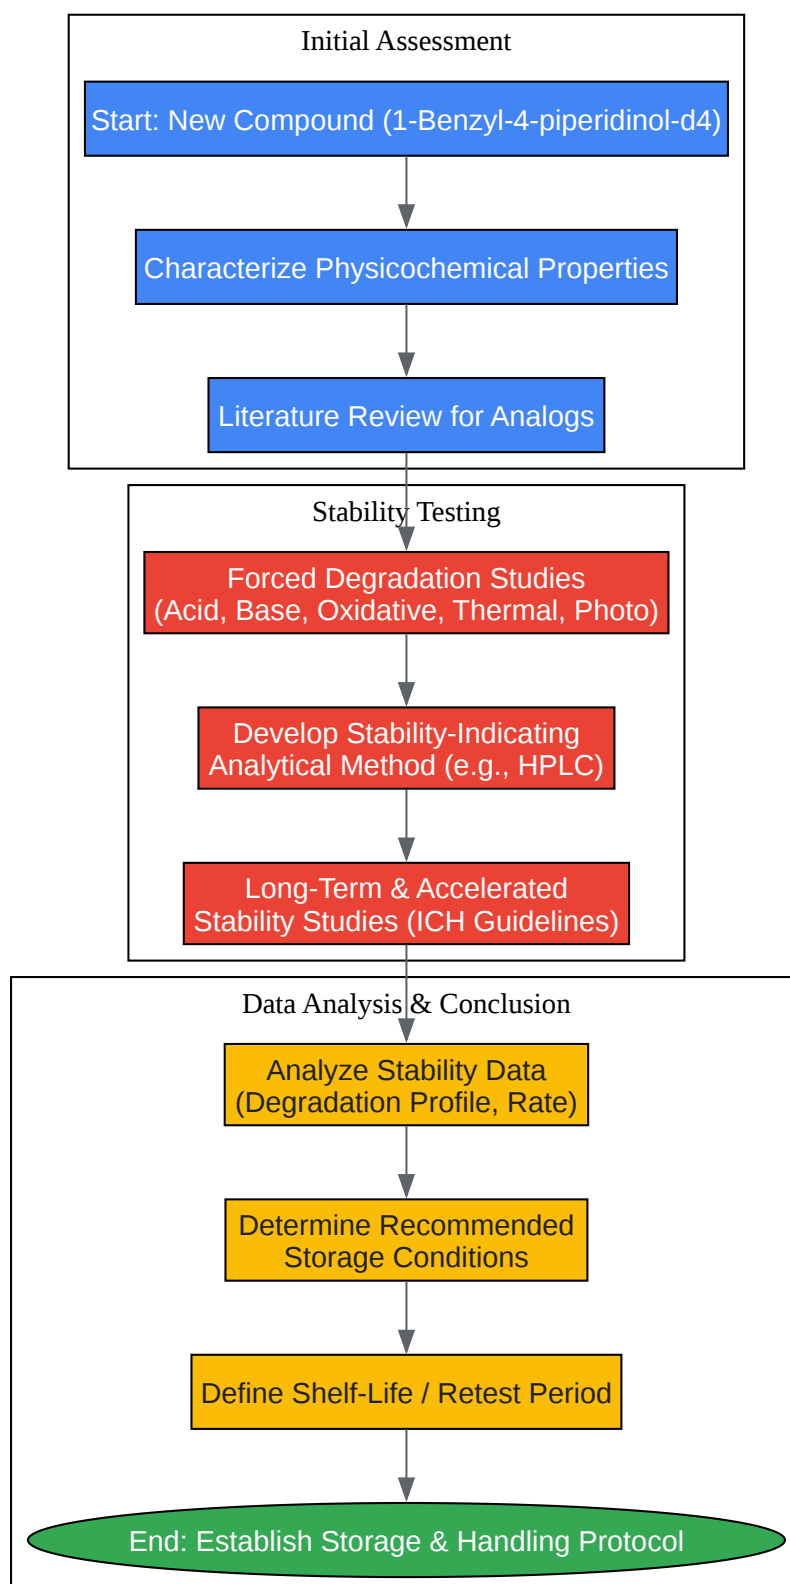 Initial Assessment
Start: New Compound (1-Benzyl-4-piperidinol-d4)
Characterize Physicochemical Properties
Literature Review for Analogs
Stability Testing
Forced Degradation Studies
(Acid, Base, Oxidative, Thermal, Photo)
Develop Stability-Indicating
Analytical Method (e.g., HPLC)
Long-Term & Accelerated
Stability Studies (ICH Guidelines)
Data Analysis & Conclusion
Analyze Stability Data
(Degradation Profile, Rate)
Determine Recommended
Storage Conditions
Define Shelf-Life / Retest Period
End: Establish Storage & Handling Protocol